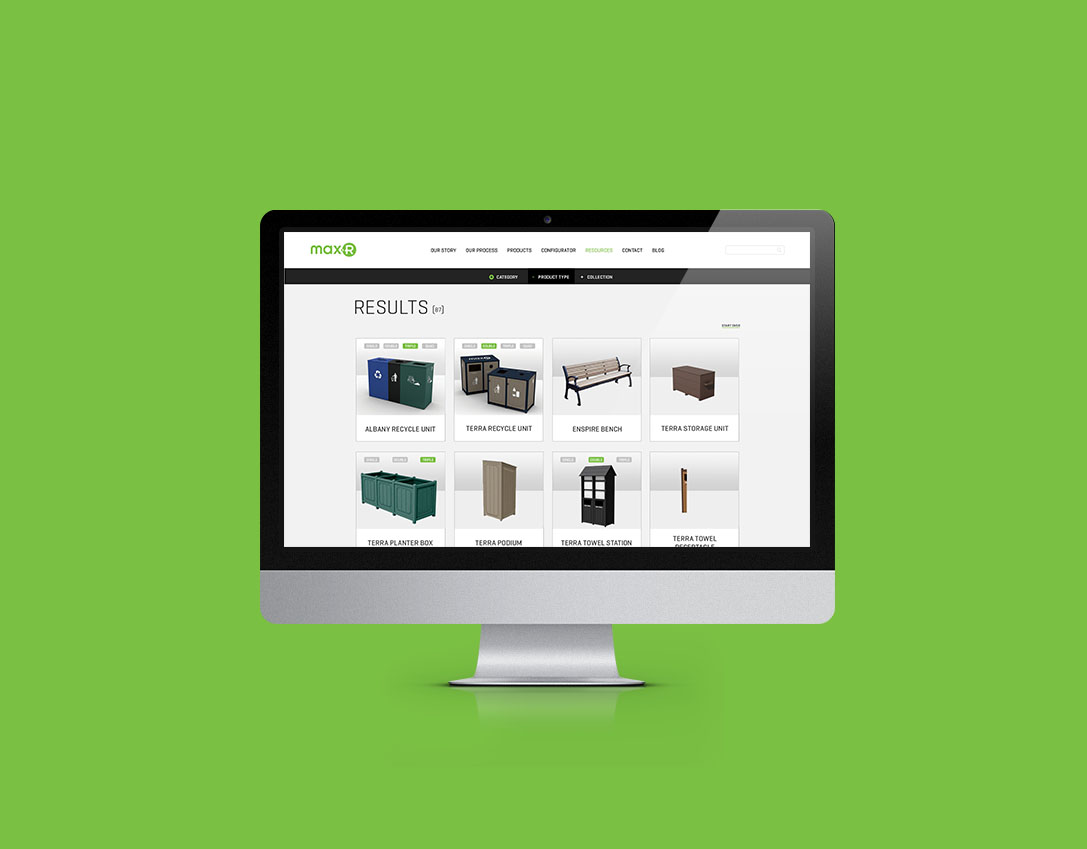 max-R
OUR STORY OUR PROCESS PRODUCTS CONFIGURATOR RESOURCES CONTACT BLOG
CATEGORY PRODUCT TYPE COLLECTION
RESULTS [87]
START OVER
SINGLE DOUBLE TRIPLE QUAD SINGLE DOUBLE TRIPLE QUAD
ALBANY RECYCLE UNIT TERRA RECYCLE UNIT ENSPIRE BENCH TERRA STORAGE UNIT
SINGLE DOUBLE TRIPLE SINGLE DOUBLE TRIPLE
TERRA PLANTER BOX TERRA PODIUM TERRA TOWEL STATION TERRA TOWEL
RECEPTACLE